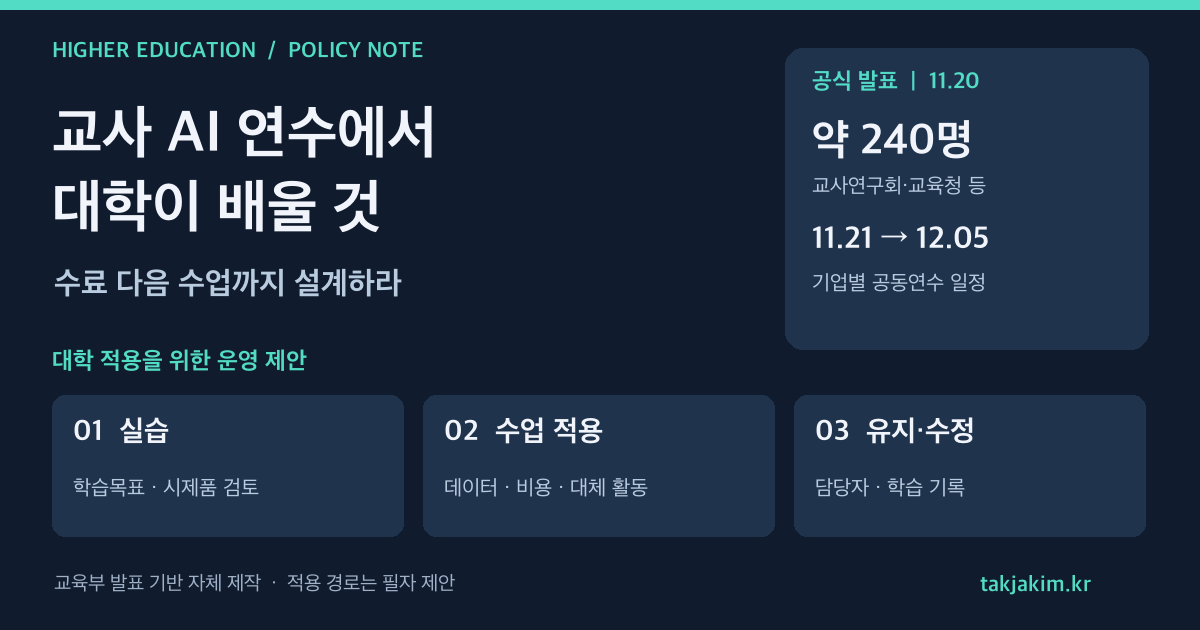 HIGHER EDUCATION / POLICY NOTE
교사 AI 연수에서
대학이 배울 것
수료 다음 수업까지 설계하라
공식 발표 | 11.20
약 240명
교사연구회·교육청 등
11.21 → 12.05
기업별 공동연수 일정
대학 적용을 위한 운영 제안
01 실습
학습목표 · 시제품 검토
02 수업 적용
데이터 · 비용 · 대체 활동
03 유지·수정
담당자 · 학습 기록
교육부 발표 기반 자체 제작 · 적용 경로는 필자 제안
takjakim.kr